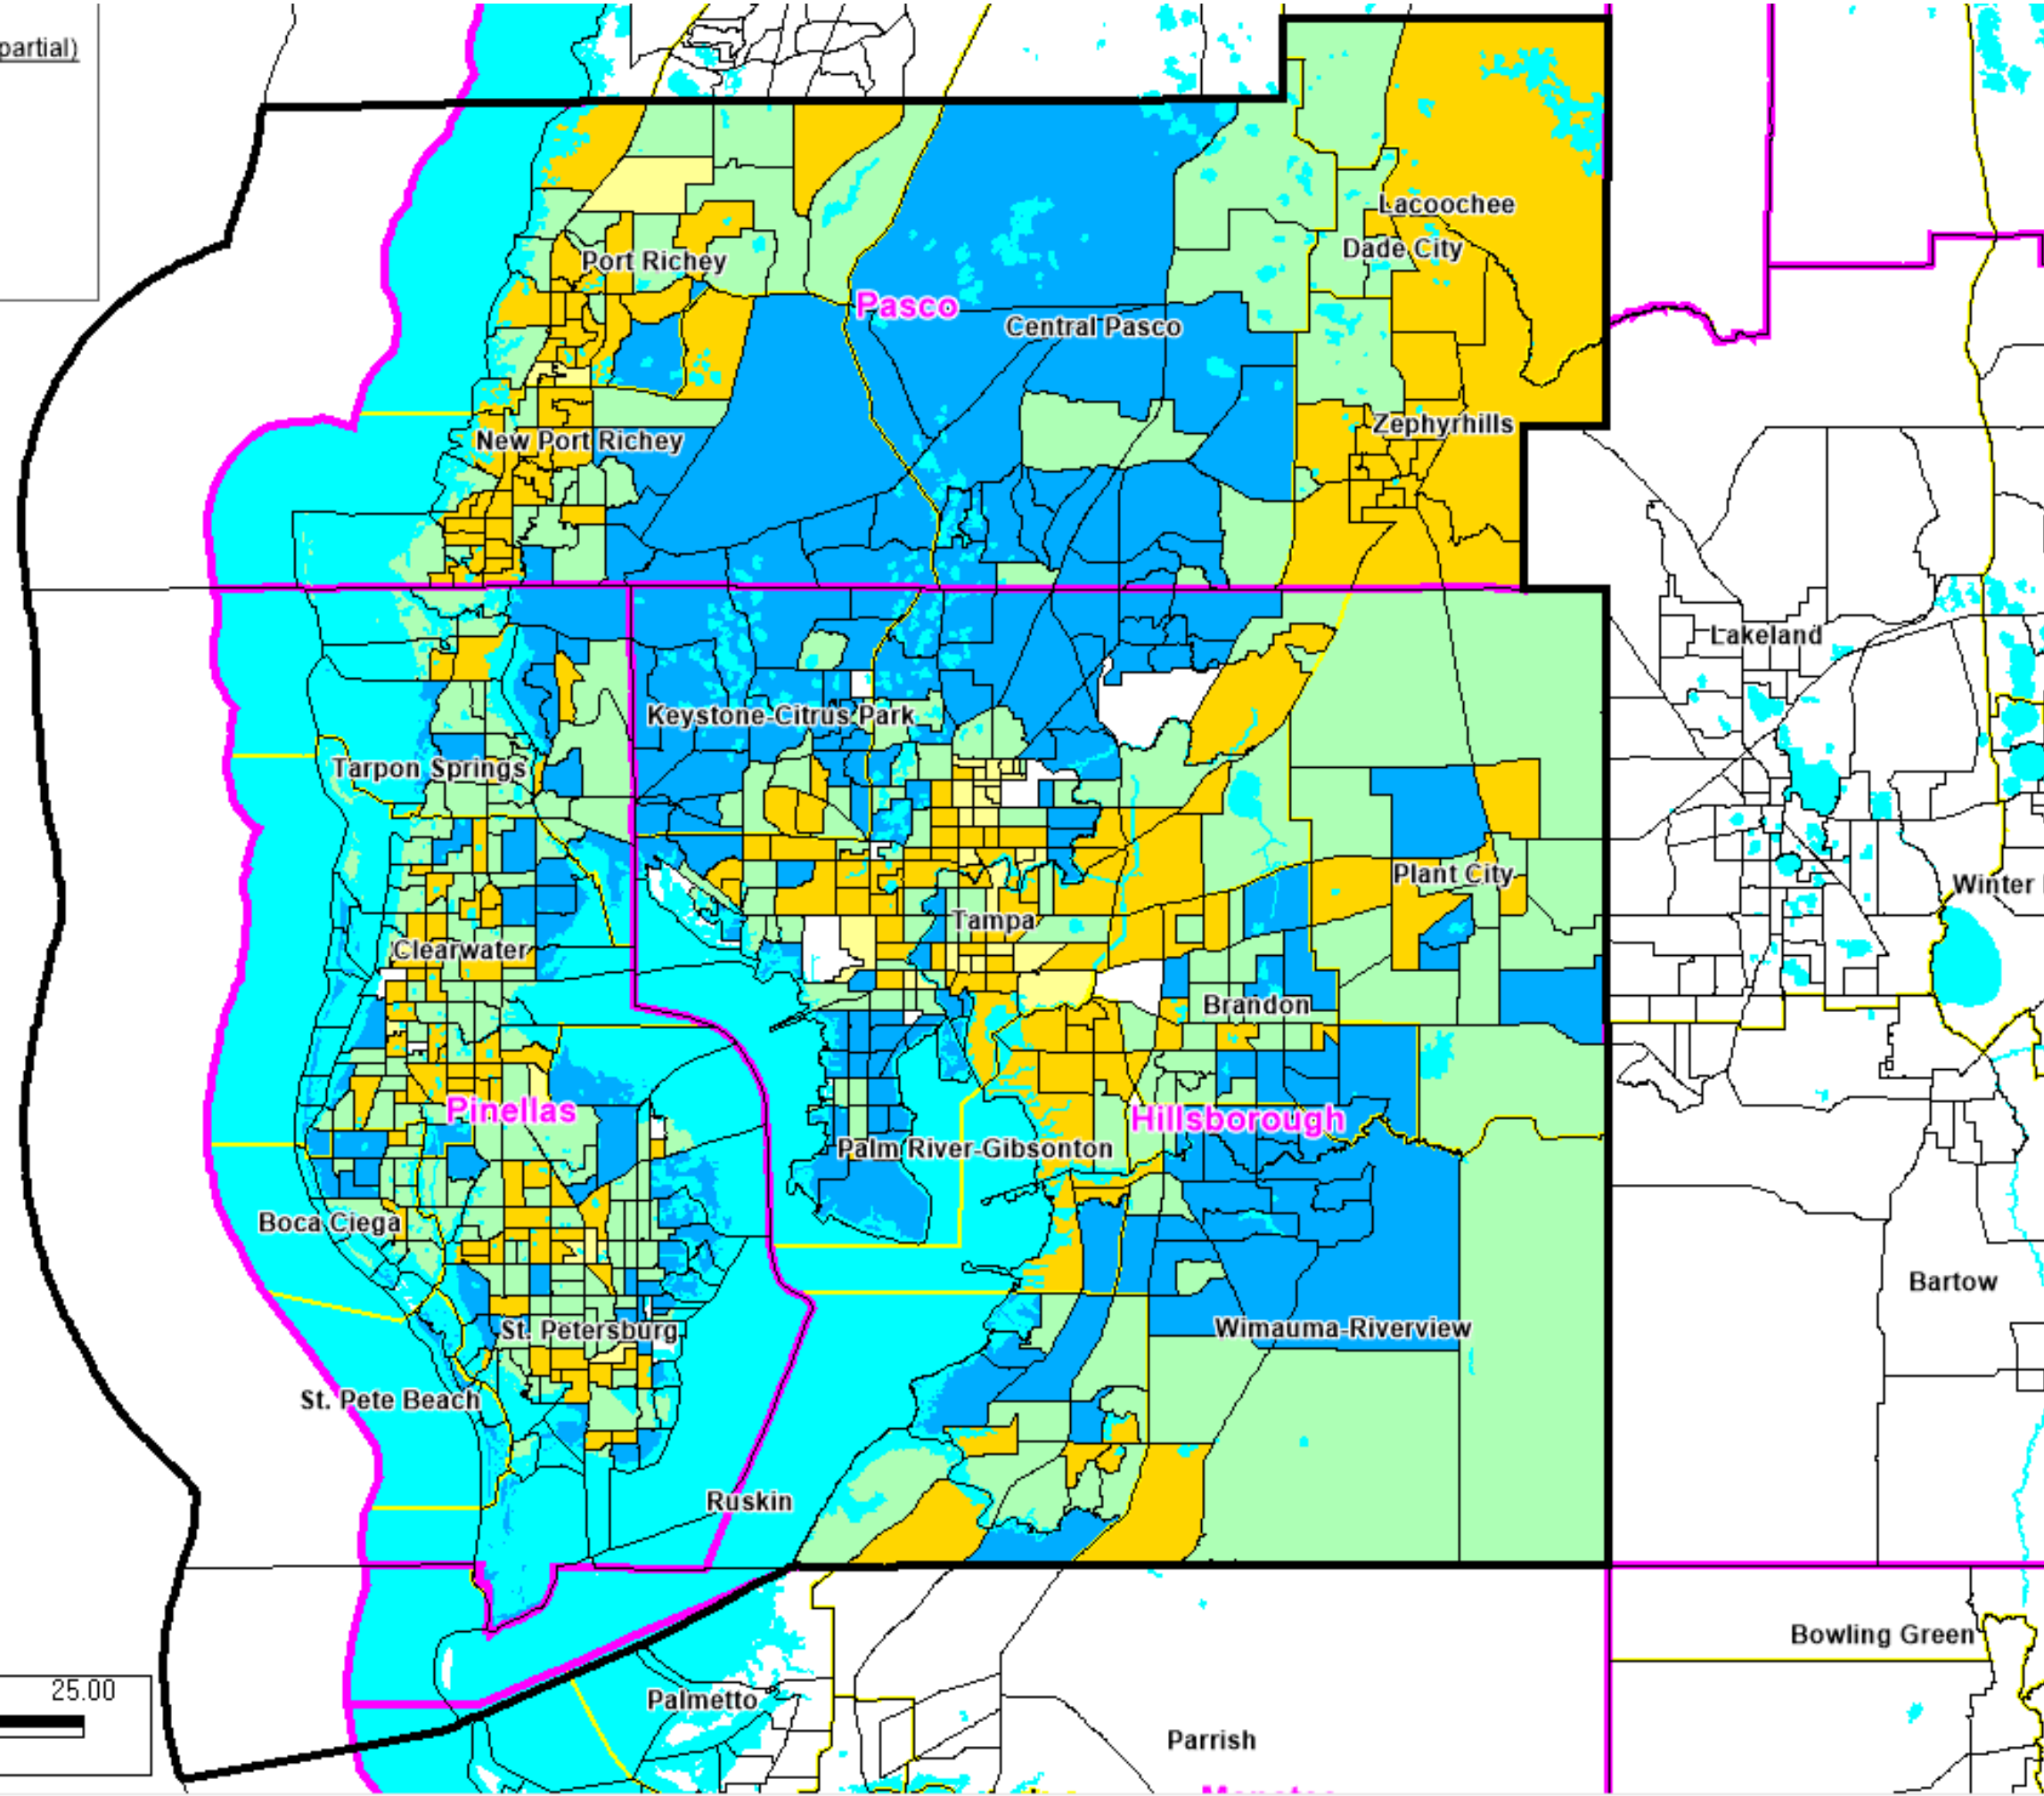 partial)
Lacoochee
Dade City
Port Richey
Pasco
Central Pasco
Zephyrhills
New Port Richey
Lakeland
Keystone-Citrus Park
Tarpon Springs
Plant City
Winter
Tampa
Clearwater
Brandon
Pinellas
Hillsborough
Palm River-Gibsonton
Boca Ciega
Bartow
Wimauma-Riverview
St. Petersburg
St. Pete Beach
Ruskin
Bowling Green
25.00
Palmetto
Parrish